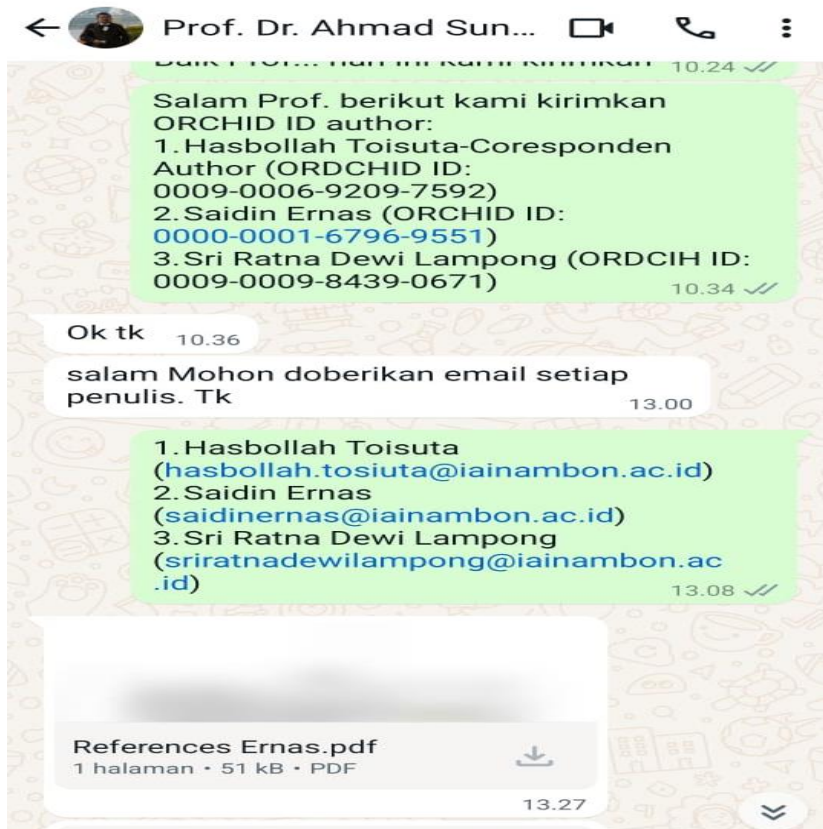 Prof. Dr. Ahmad Sun...
10.24
Salam Prof. berikut kami kirimkan
ORCHID ID author:
1.Hasbollah Toisuta-Coresponden
Author (ORDCHID ID:
0009-0006-9209-7592)
2.Saidin Ernas (ORCHID ID:
0000-0001-6796-9551)
3.Sri Ratna Dewi Lampong (ORDCIH ID:
0009-0009-8439-0671)
10.34
Ok tk 10.36
salam Mohon doberikan email setiap
penulis. Tk
13.00
1.Hasbollah Toisuta
(hasbollah.tosiuta@iainambon.ac.id)
2.Saidin Ernas
(saidinernas@iainambon.ac.id)
3.Sri Ratna Dewi Lampong
(sriratnadewilampong@iainambon.ac
.id)
13.08
References Ernas.pdf
1 halaman • 51 kB • PDF
13.27